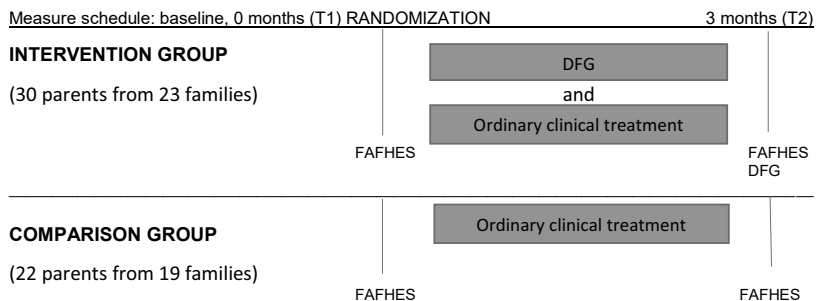 Measure schedule: baseline, 0 months (T1) RANDOMIZATION 3 months (T2)
INTERVENTION GROUP
DFG
(30 parents from 23 families)
and
Ordinary clinical treatment
FAFHES
FAFHES
DFG
Ordinary clinical treatment
COMPARISON GROUP
(22 parents from 19 families)
FAFHES
FAFHES